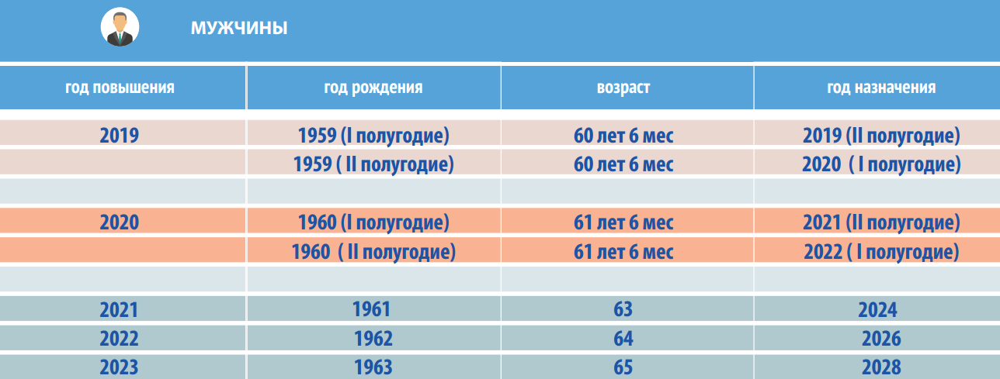 МУЖЧИНЫ
год повышения год рождения возраст год назначения
2019 1959 (I полугодие) 60 лет 6 мес 2019 (II полугодие)
1959 ( II полугодие) 60 лет 6 мес 2020 ( I полугодие)
2020 1960 (I полугодие) 61 лет 6 мес 2021 (II полугодие)
1960 ( II полугодие) 61 лет 6 мес 2022 ( I полугодие)
2021 1961 63 2024
2022 1962 64 2026
2023 1963 65 2028